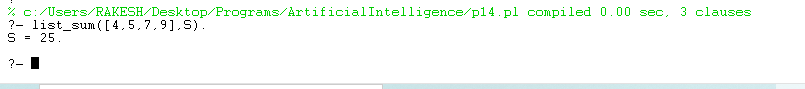 % c:/Users/RAKESH/Desktop/Programs/ArtificialIntelligence/p14.pl compiled 0.00 sec, 3 clauses
?- list_sum([4,5,7,9],S).
S = 25.
?-